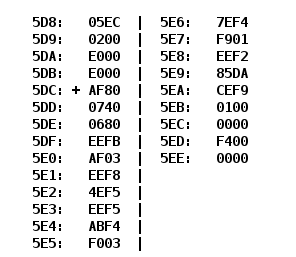 5D8: 05EC | 5E6: 7EF4
5D9: 0200 | 5E7: F901
5DA: E000 | 5E8: EEF2
5DB: E000 | 5E9: 85DA
5DC: + AF80 | 5EA: CEF9
5DD: 0740 | 5EB: 0100
5DE: 0680 | 5EC: 0000
5DF: EEFB | 5ED: F400
5E0: AF03 | 5EE: 0000
5E1: EEF8 |
5E2: 4EF5 |
5E3: EEF5 |
5E4: ABF4 |
5E5: F003 |